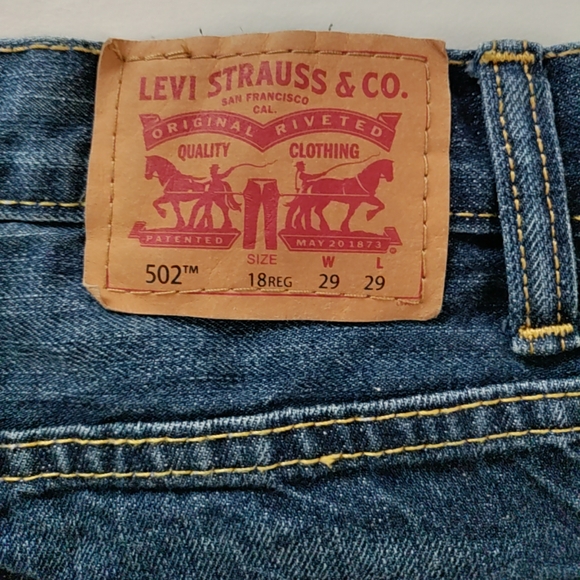 LEVI STRAUSS & CO.
SAN FRANCISCO
CAL.
ORIGINAL RIVETED
QUALITY CLOTHING
PATENTED MAY 20 1873 ®
SIZE W L
502™ 18REG 29 29